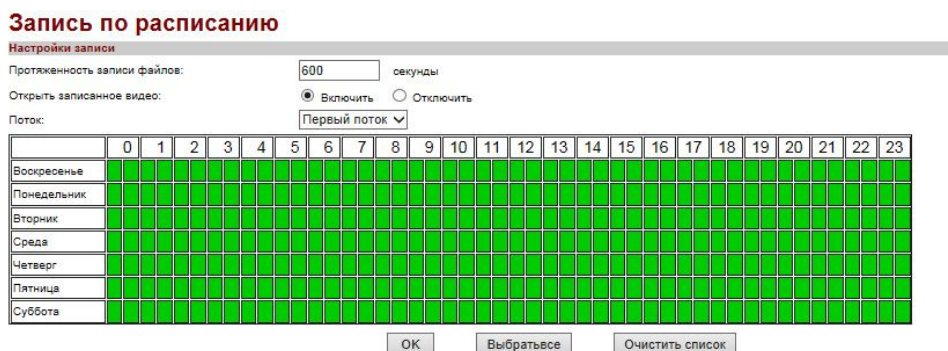 Запись по расписанию
Настройки записи
Протяженность записи файлов: 600 секунды
Открыть записанное видео: Включить Отключить
Поток: Первый поток
0 1 2 3 4 5 6 7 8 9 10 11 12 13 14 15 16 17 18 19 20 21 22 23
Воскресенье
Понедельник
Вторник
Среда
Четверг
Пятница
Суббота
OK Выбратьвсе Очистить список